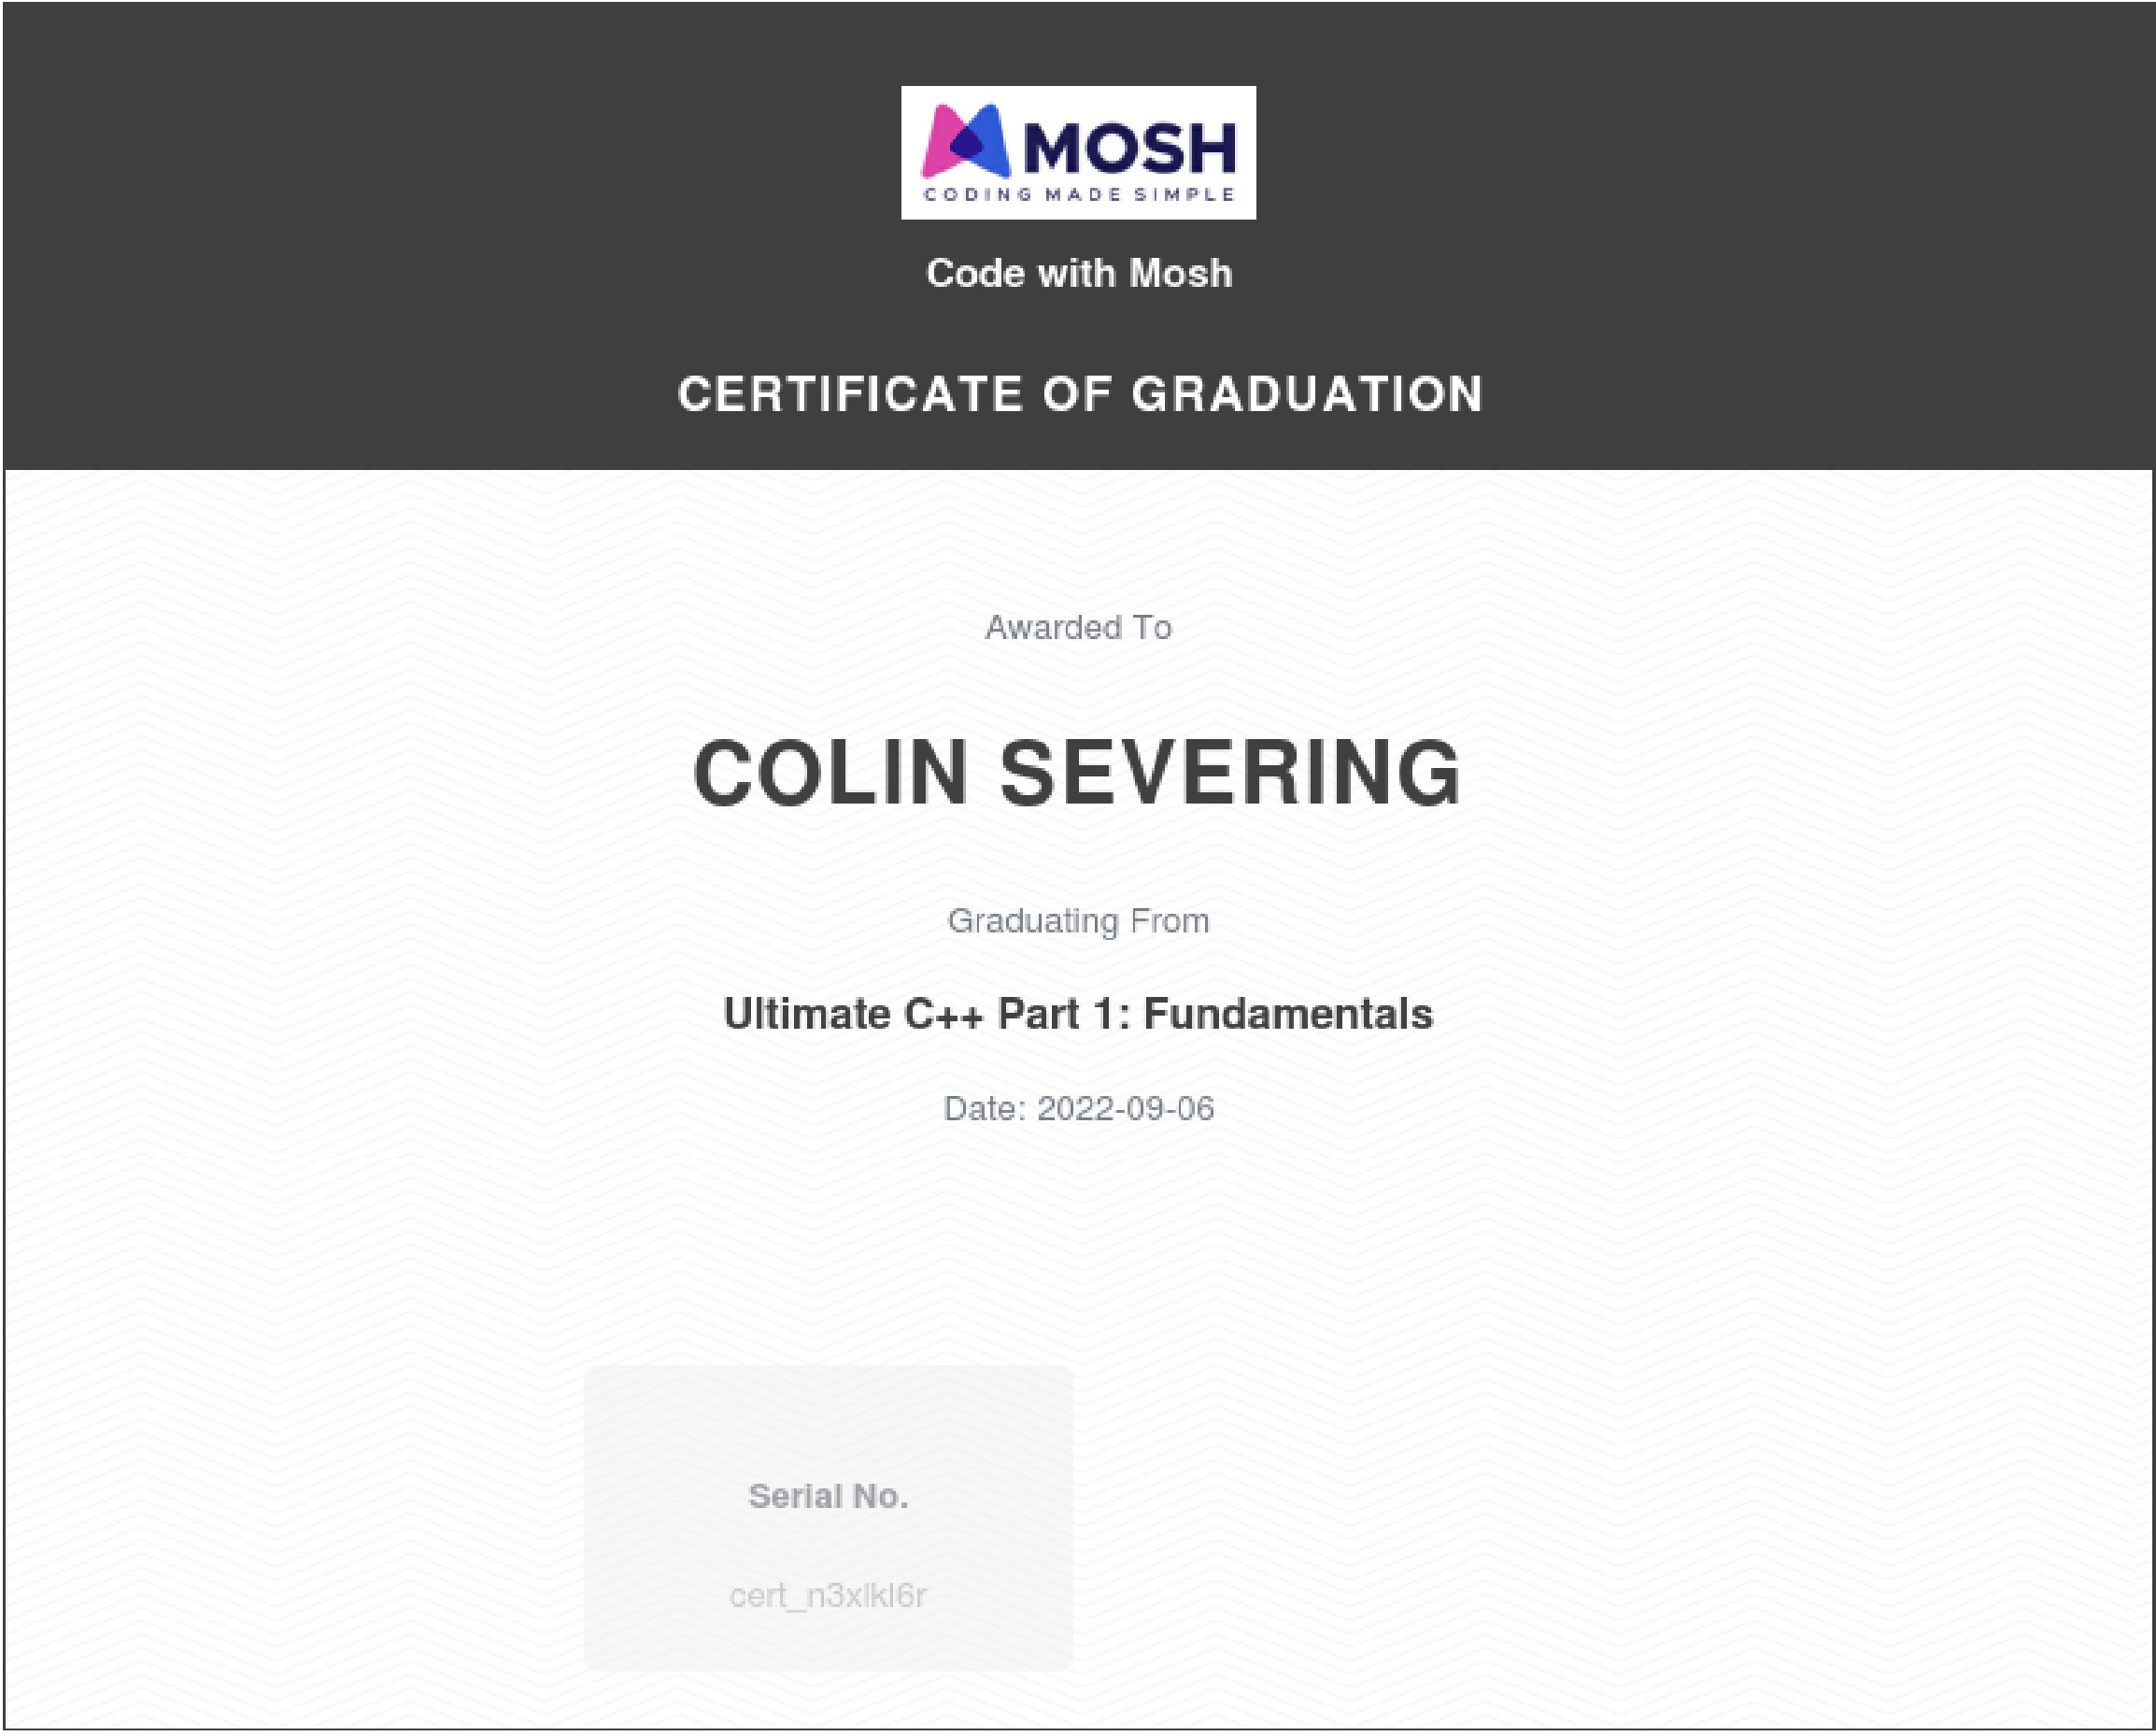 MOSH
CODING MADE SIMPLE
Code with Mosh
CERTIFICATE OF GRADUATION
Awarded To
COLIN SEVERING
Graduating From
Ultimate C++ Part 1: Fundamentals
Date: 2022-09-06
Serial No.
cert_n3xlkl6r